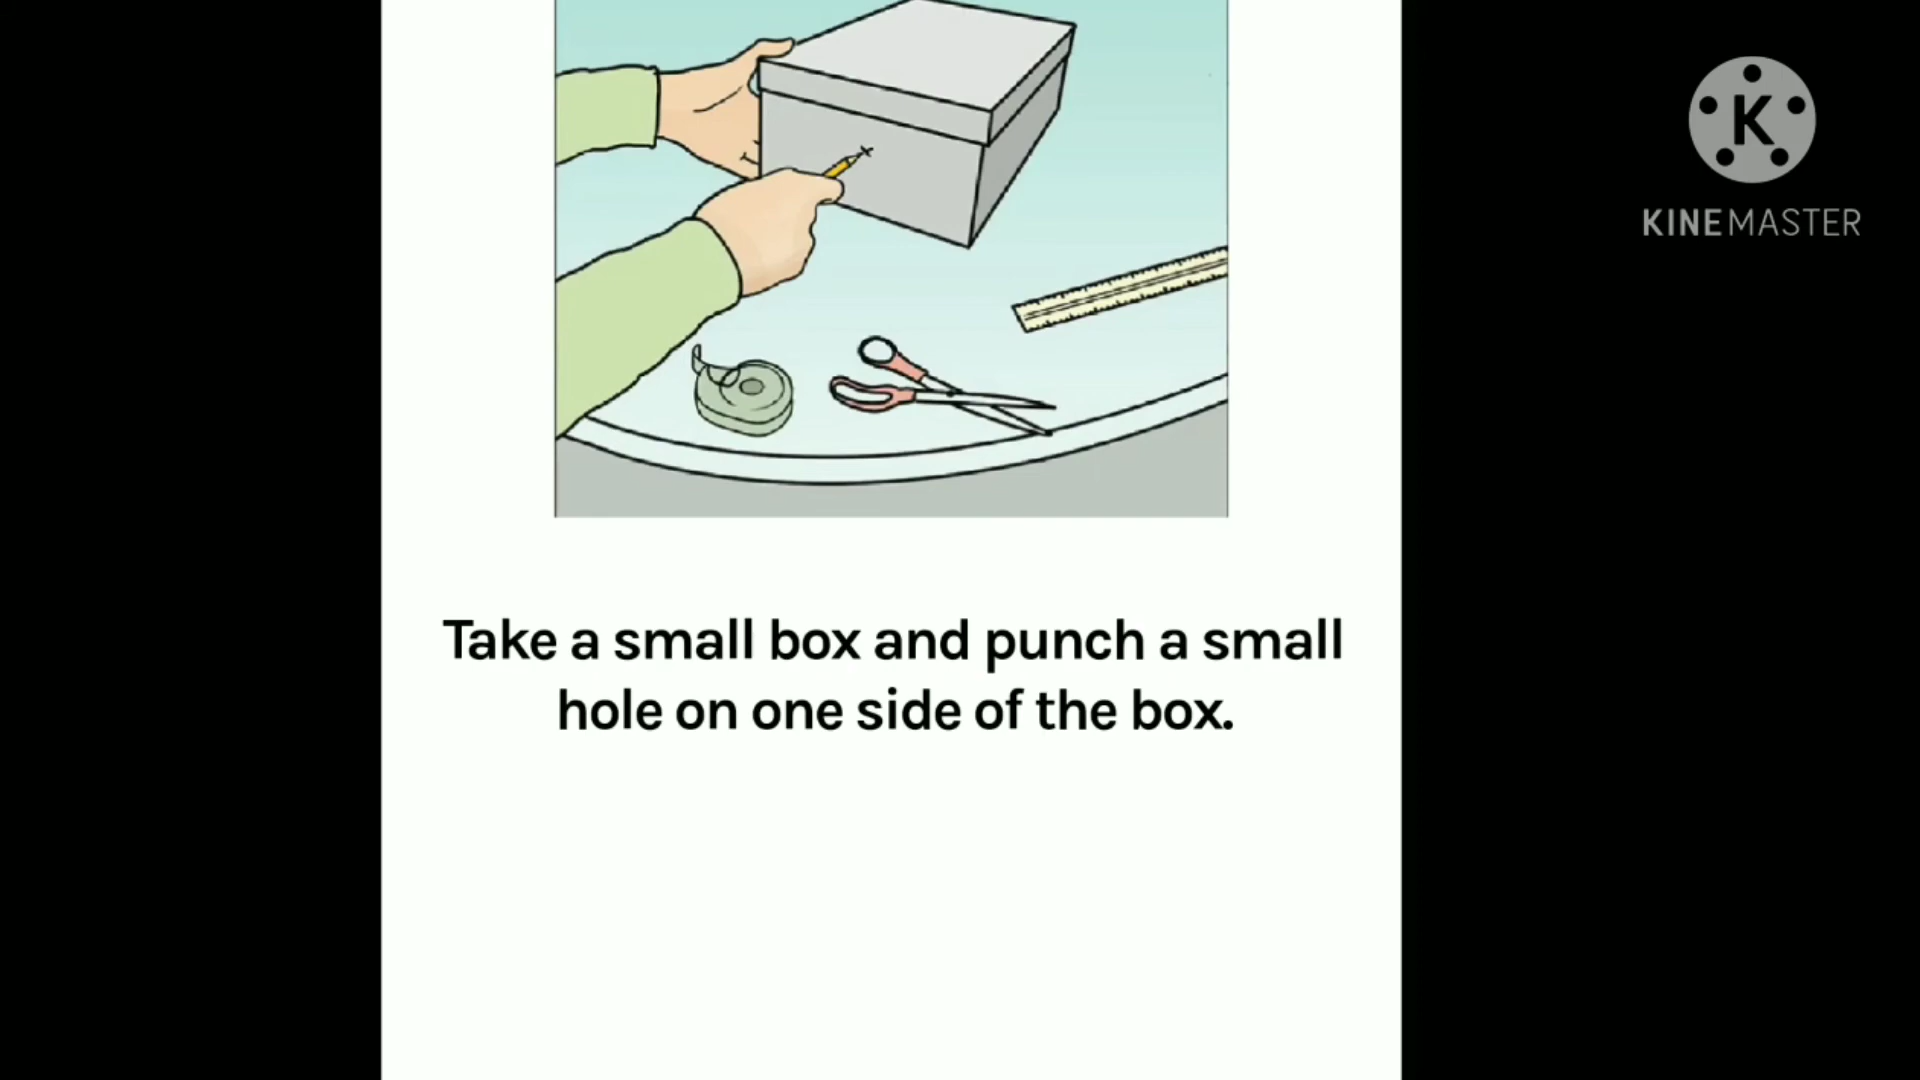 K
KINEMASTER
Take a small box and punch a small
hole on one side of the box.